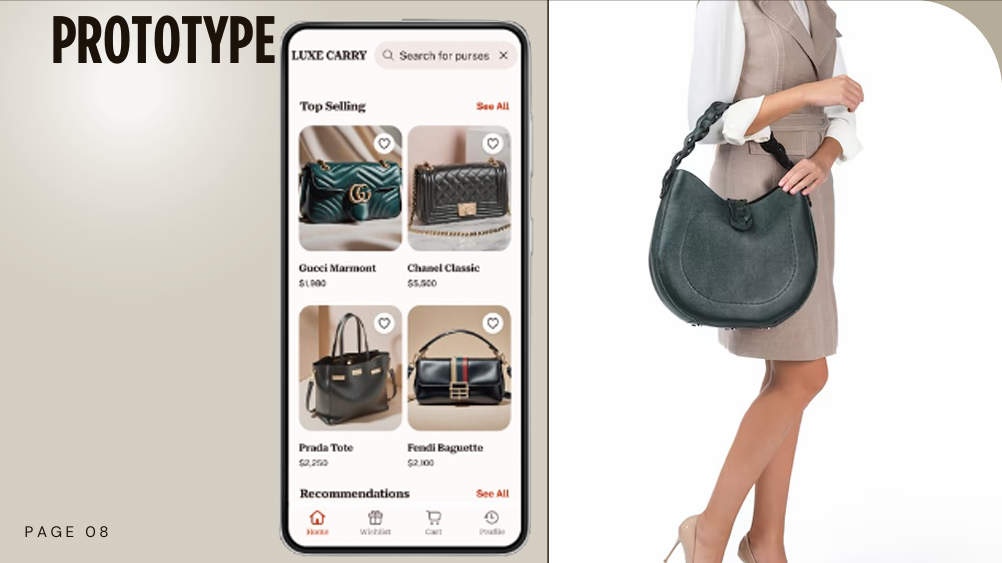 PROTOTYPE
LUXE CARRY
Search for purses
Top Selling
See All
Gucci Marmont
$1,980
Chanel Classic
$5,500
Prada Tote
$2,250
Fendi Baguette
$2,100
Recommendations
See All
Home
Wishlist
Cart
Profile
PAGE 08